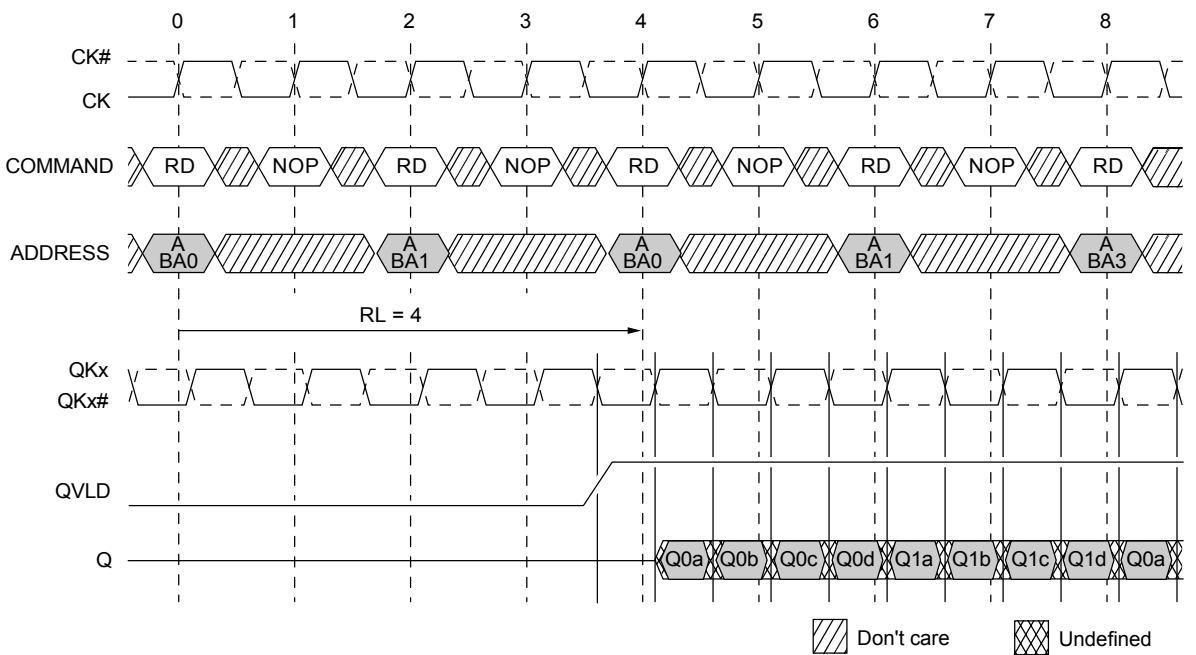 0 1 2 3 4 5 6 7 8
CK#
CK
COMMAND RD NOP RD NOP RD NOP RD NOP RD
ADDRESS A BA0 A BA1 A BA0 A BA1 A BA3
RL = 4
QKx
QKx#
QVLD
Q Q0a Q0b Q0c Q0d Q1a Q1b Q1c Q1d Q0a
Don't care Undefined